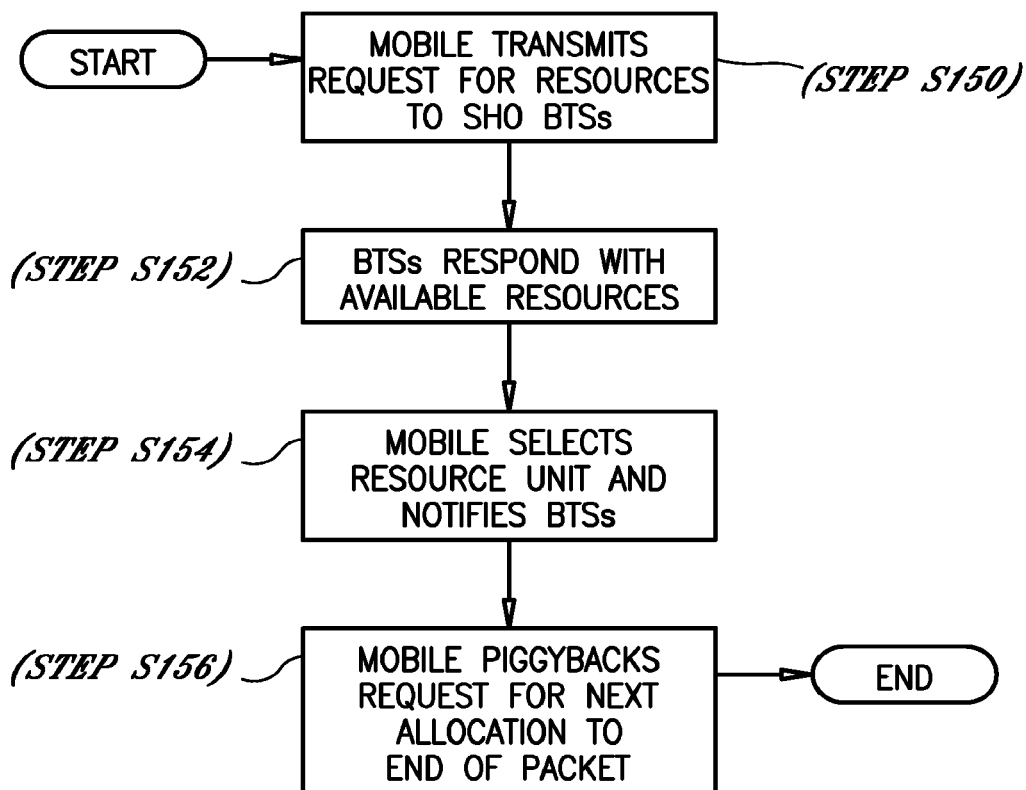 START
MOBILE TRANSMITS
REQUEST FOR RESOURCES
TO SHO BTSs
(STEP S150)
(STEP S152)
BTSs RESPOND WITH
AVAILABLE RESOURCES
(STEP S154)
MOBILE SELECTS
RESOURCE UNIT AND
NOTIFIES BTSs
(STEP S156)
MOBILE PIGGYBACKS
REQUEST FOR NEXT
ALLOCATION TO
END OF PACKET
END